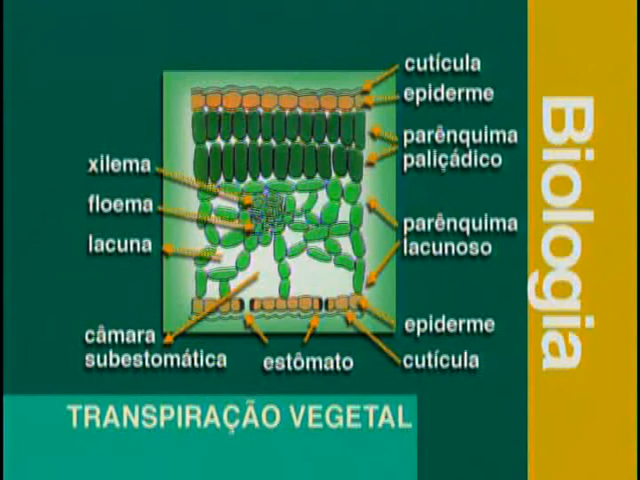 cutícula
epiderme
parênquima
paliçádico
xilema
floema
lacuna
parênquima
lacunoso
câmara
subestomática
estômato
epiderme
cutícula
TRANSPIRAÇÃO VEGETAL
Biologia